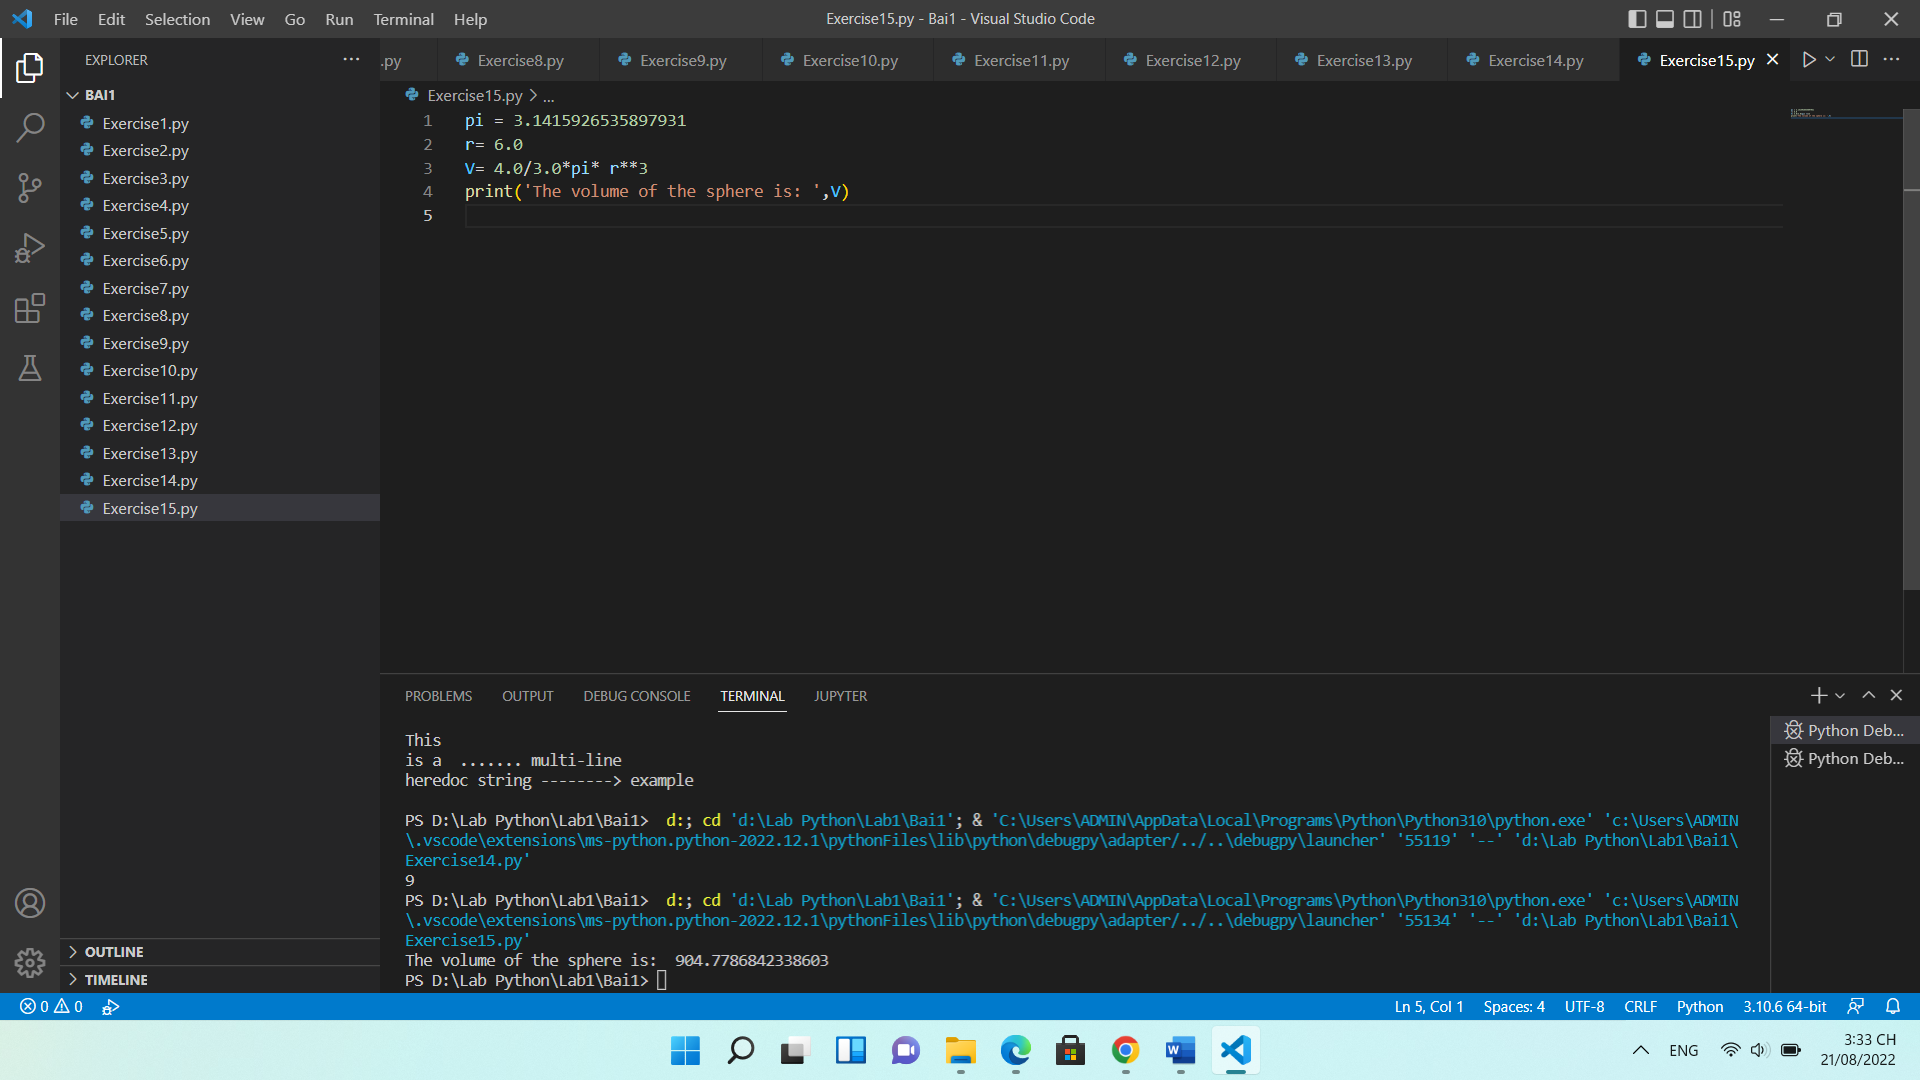 File Edit Selection View Go Run Terminal Help
Exercise15.py - Bai1 - Visual Studio Code
EXPLORER
.py Exercise8.py Exercise9.py Exercise10.py Exercise11.py Exercise12.py Exercise13.py Exercise14.py Exercise15.py
BAI1
Exercise1.py
Exercise2.py
Exercise3.py
Exercise4.py
Exercise5.py
Exercise6.py
Exercise7.py
Exercise8.py
Exercise9.py
Exercise10.py
Exercise11.py
Exercise12.py
Exercise13.py
Exercise14.py
Exercise15.py
OUTLINE
TIMELINE
Exercise15.py > ...
1 pi = 3.1415926535897931
2 r= 6.0
3 V= 4.0/3.0*pi* r**3
4 print('The volume of the sphere is: ',V)
5
PROBLEMS OUTPUT DEBUG CONSOLE TERMINAL JUPYTER
This
is a  ....... multi-line
heredoc string --------> example
PS D:\Lab Python\Lab1\Bai1>  d:; cd 'd:\Lab Python\Lab1\Bai1'; & 'C:\Users\ADMIN\AppData\Local\Programs\Python\Python310\python.exe' 'c:\Users\ADMIN
\.vscode\extensions\ms-python.python-2022.12.1\pythonFiles\lib\python\debugpy\adapter/../..\debugpy\launcher' '55119' '--' 'd:\Lab Python\Lab1\Bai1\
Exercise14.py'
9
PS D:\Lab Python\Lab1\Bai1>  d:; cd 'd:\Lab Python\Lab1\Bai1'; & 'C:\Users\ADMIN\AppData\Local\Programs\Python\Python310\python.exe' 'c:\Users\ADMIN
\.vscode\extensions\ms-python.python-2022.12.1\pythonFiles\lib\python\debugpy\adapter/../..\debugpy\launcher' '55134' '--' 'd:\Lab Python\Lab1\Bai1\
Exercise15.py'
The volume of the sphere is:  904.7786842338603
PS D:\Lab Python\Lab1\Bai1>
Python Deb...
Python Deb...
0 0
Ln 5, Col 1 Spaces: 4 UTF-8 CRLF Python 3.10.6 64-bit
ENG
3:33 CH
21/08/2022